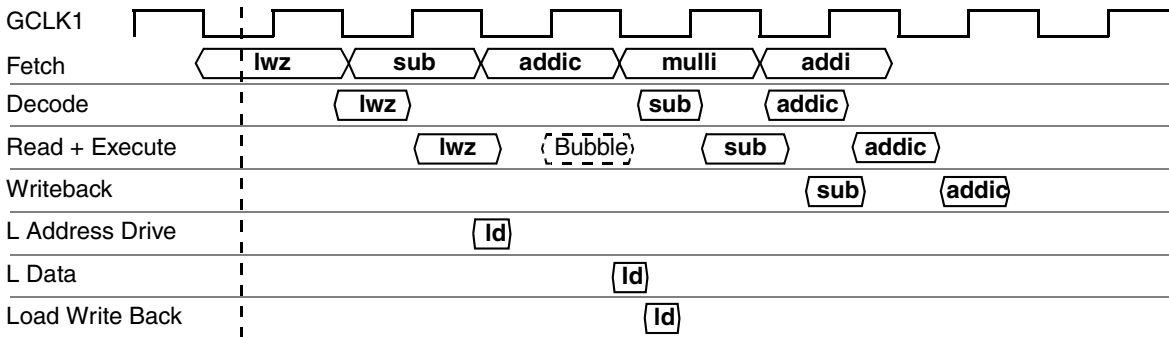 GCLK1
Fetch lwz sub addic mulli addi
Decode lwz sub addic
Read + Execute lwz Bubble sub addic
Writeback sub addic
L Address Drive ld
L Data ld
Load Write Back ld